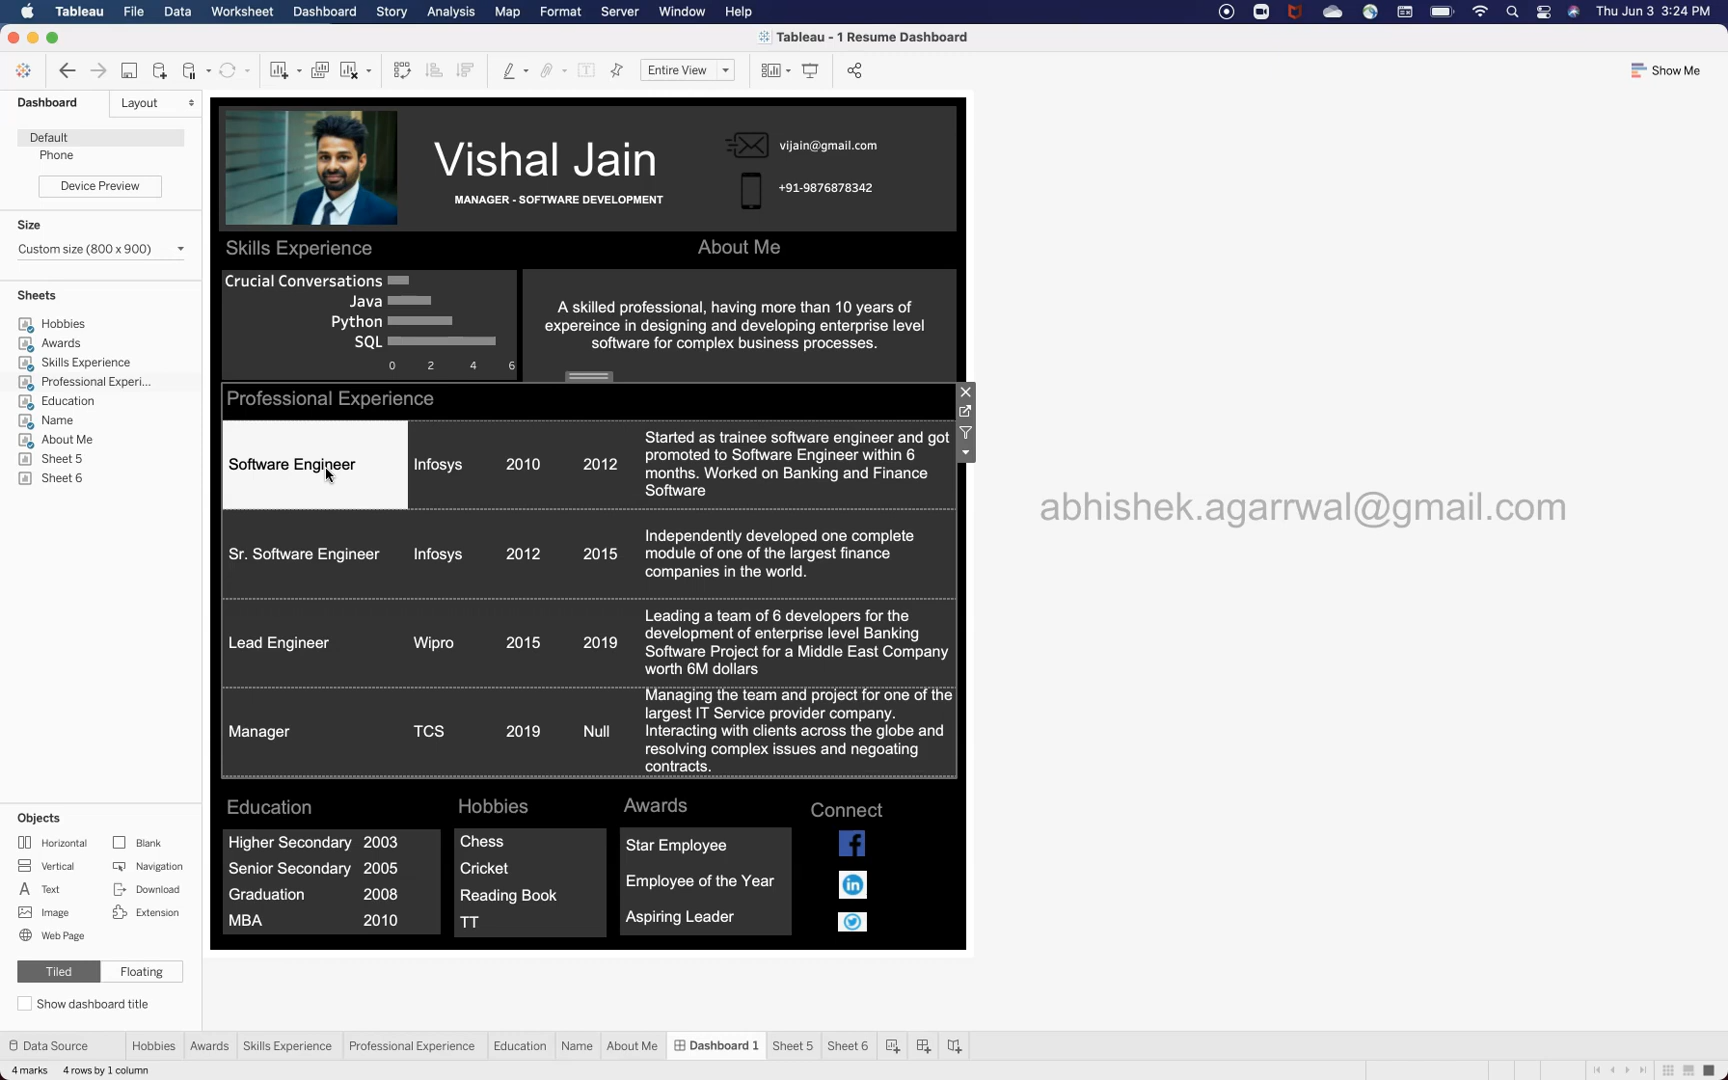 Tableau File Data Worksheet Dashboard Story Analysis Map Format Server Window Help Thu Jun 3 3:24 PM
Tableau - 1 Resume Dashboard
Entire View
Show Me
Dashboard Layout
Default
Phone
Device Preview
Size
Custom size (800 x 900)
Sheets
Hobbies
Awards
Skills Experience
Professional Experi...
Education
Name
About Me
Sheet 5
Sheet 6
Objects
Horizontal Blank
Vertical Navigation
Text Download
Image Extension
Web Page
Tiled Floating
Show dashboard title
Vishal Jain
MANAGER - SOFTWARE DEVELOPMENT
vijain@gmail.com
+91-9876878342
Skills Experience
Crucial Conversations
Java
Python
SQL
0 2 4 6
About Me
A skilled professional, having more than 10 years of
expereince in designing and developing enterprise level
software for complex business processes.
Professional Experience
Software Engineer Infosys 2010 2012
Started as trainee software engineer and got
promoted to Software Engineer within 6
months. Worked on Banking and Finance
Software
Sr. Software Engineer Infosys 2012 2015
Independently developed one complete
module of one of the largest finance
companies in the world.
Lead Engineer Wipro 2015 2019
Leading a team of 6 developers for the
development of enterprise level Banking
Software Project for a Middle East Company
worth 6M dollars
Manager TCS 2019 Null
Managing the team and project for one of the
largest IT Service provider company.
Interacting with clients across the globe and
resolving complex issues and negoating
contracts.
Education
Higher Secondary 2003
Senior Secondary 2005
Graduation 2008
MBA 2010
Hobbies
Chess
Cricket
Reading Book
TT
Awards
Star Employee
Employee of the Year
Aspiring Leader
Connect
f
in
abhishek.agarrwal@gmail.com
Data Source Hobbies Awards Skills Experience Professional Experience Education Name About Me Dashboard 1 Sheet 5 Sheet 6
4 marks 4 rows by 1 column